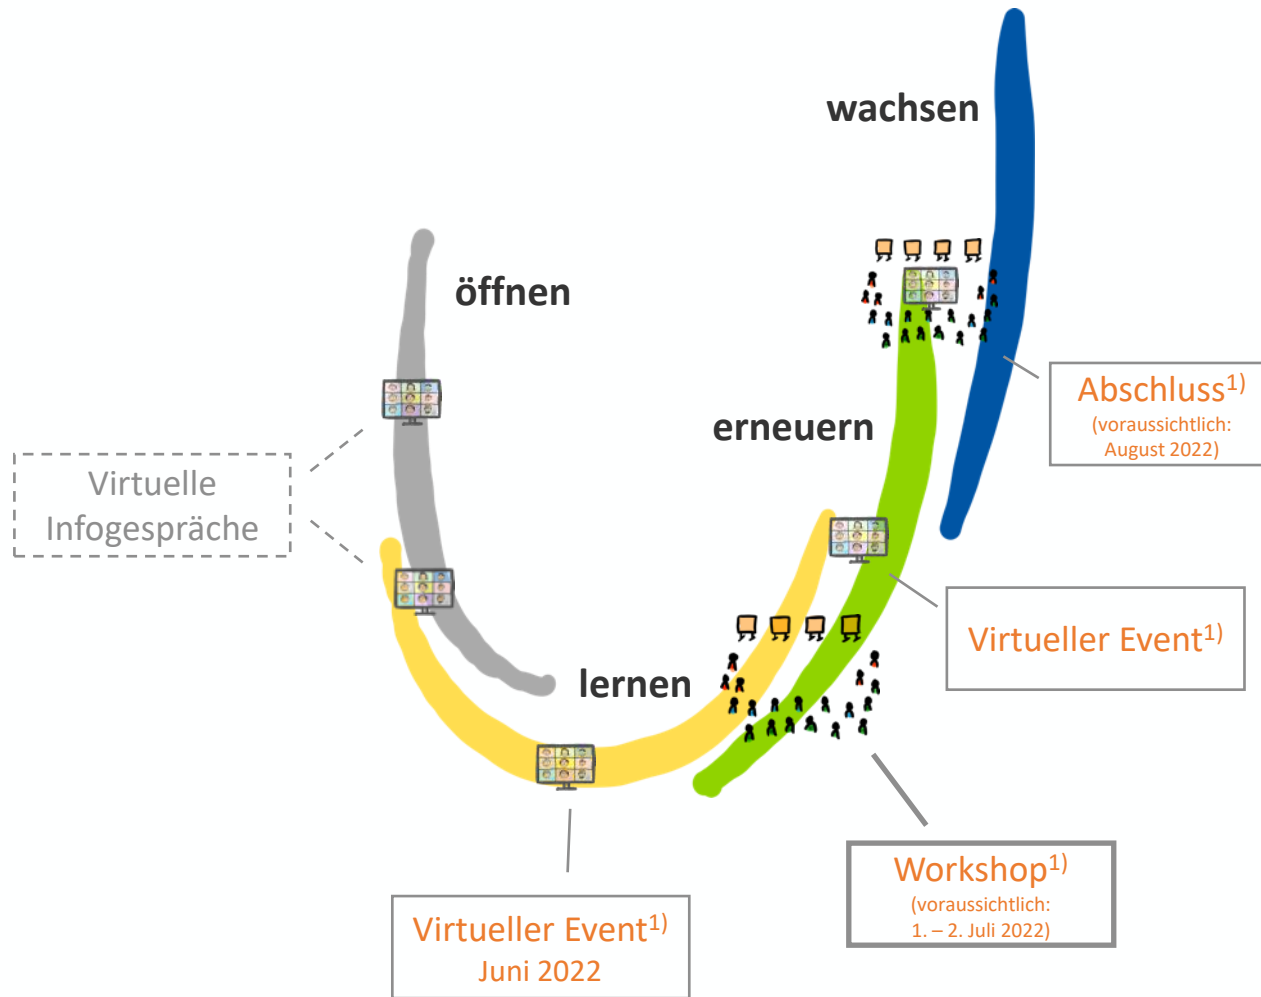 wachsen
öffnen
Abschluss1)
(voraussichtlich:
August 2022)
erneuern
Virtuelle
Infogespräche
Virtueller Event1)
lernen
Workshop1)
(voraussichtlich:
1. – 2. Juli 2022)
Virtueller Event1)
Juni 2022